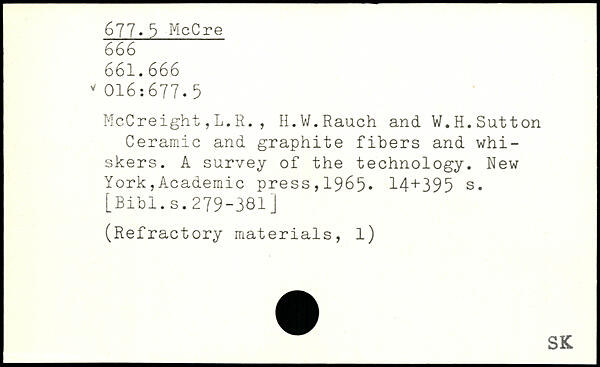 677.5 McCre
666
661.666
v 016:677.5
McCreight,L.R., H.W.Rauch and W.H.Sutton
Ceramic and graphite fibers and whi-
skers. A survey of the technology. New
York,Academic press,1965. 14+395 s.
[Bibl.s.279-381]
(Refractory materials, 1)
SK